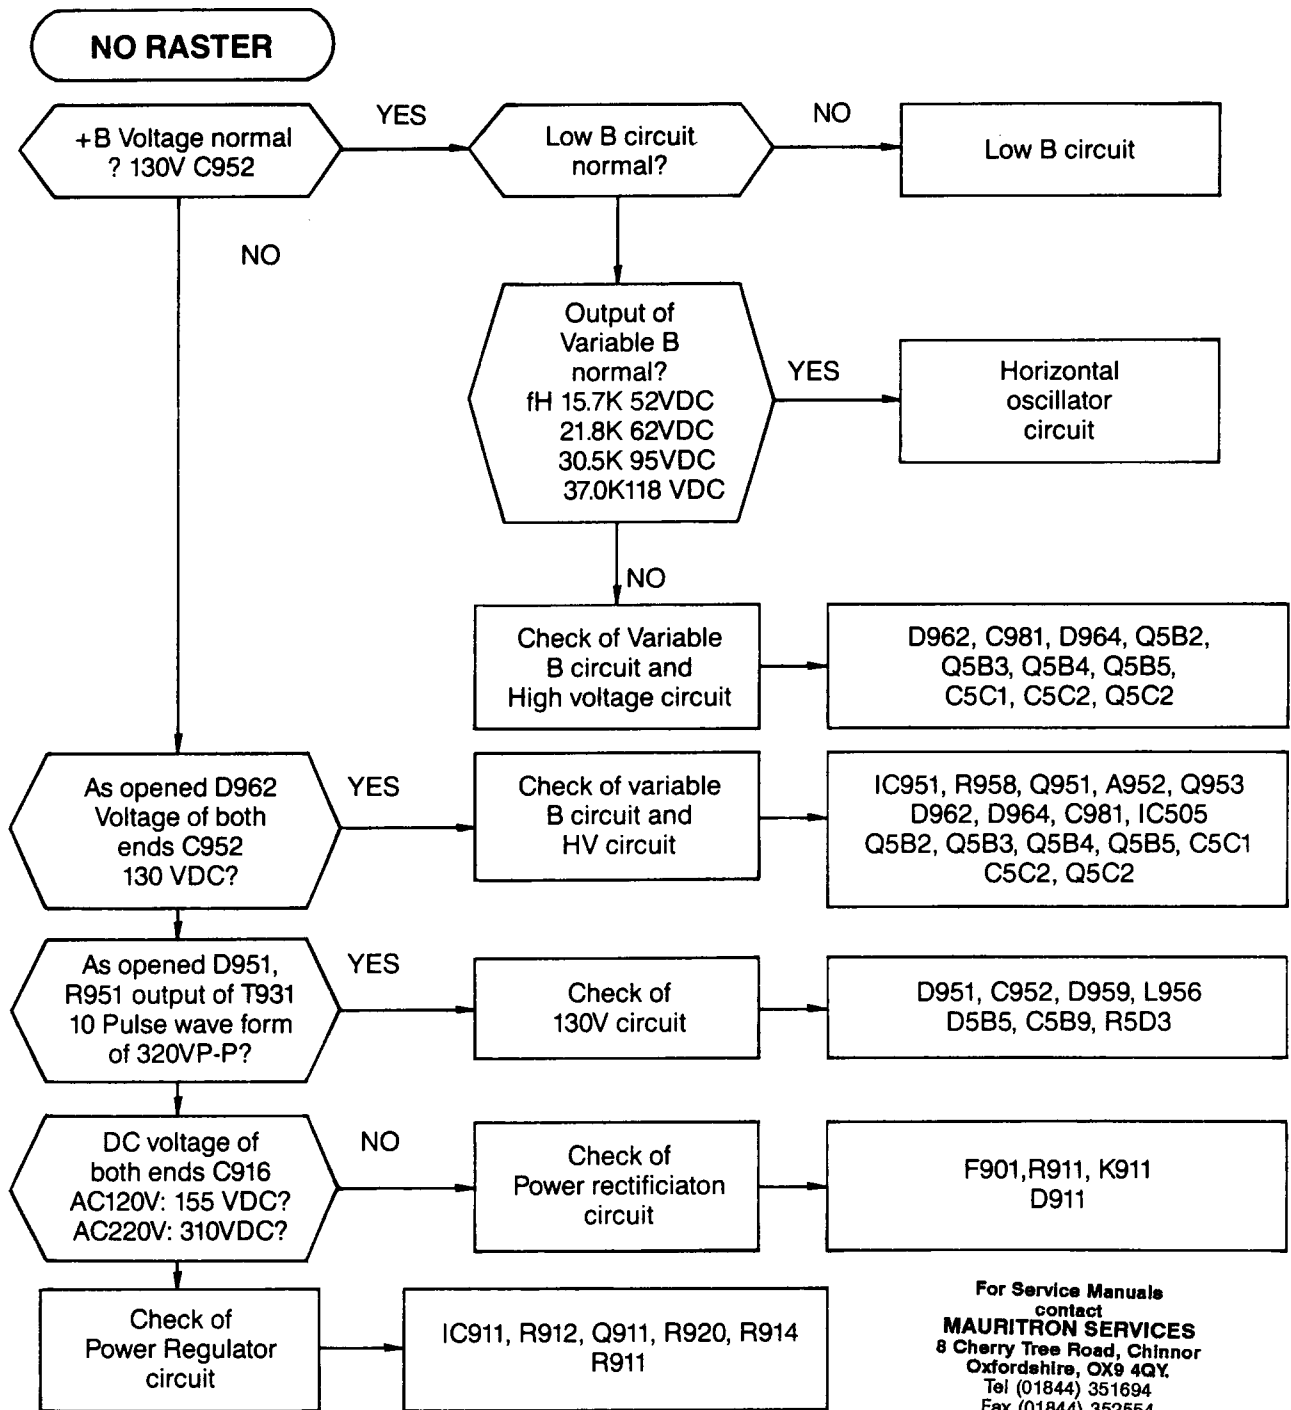 NO RASTER
+B Voltage normal
? 130V C952
YES
Low B circuit
normal?
NO
Low B circuit
NO
Output of
Variable B
normal?
fH 15.7K 52VDC
21.8K 62VDC
30.5K 95VDC
37.0K118 VDC
YES
Horizontal
oscillator
circuit
NO
Check of Variable
B circuit and
High voltage circuit
D962, C981, D964, Q5B2,
Q5B3, Q5B4, Q5B5,
C5C1, C5C2, Q5C2
As opened D962
Voltage of both
ends C952
130 VDC?
YES
Check of variable
B circuit and
HV circuit
IC951, R958, Q951, A952, Q953
D962, D964, C981, IC505
Q5B2, Q5B3, Q5B4, Q5B5, C5C1
C5C2, Q5C2
As opened D951,
R951 output of T931
10 Pulse wave form
of 320VP-P?
YES
Check of
130V circuit
D951, C952, D959, L956
D5B5, C5B9, R5D3
DC voltage of
both ends C916
AC120V: 155 VDC?
AC220V: 310VDC?
NO
Check of
Power rectificiaton
circuit
F901,R911, K911
D911
Check of
Power Regulator
circuit
IC911, R912, Q911, R920, R914
R911
For Service Manuals
contact
MAURITRON SERVICES
8 Cherry Tree Road, Chinnor
Oxfordshire, OX9 4QY.
Tel (01844) 351694
Fax (01844) 352554